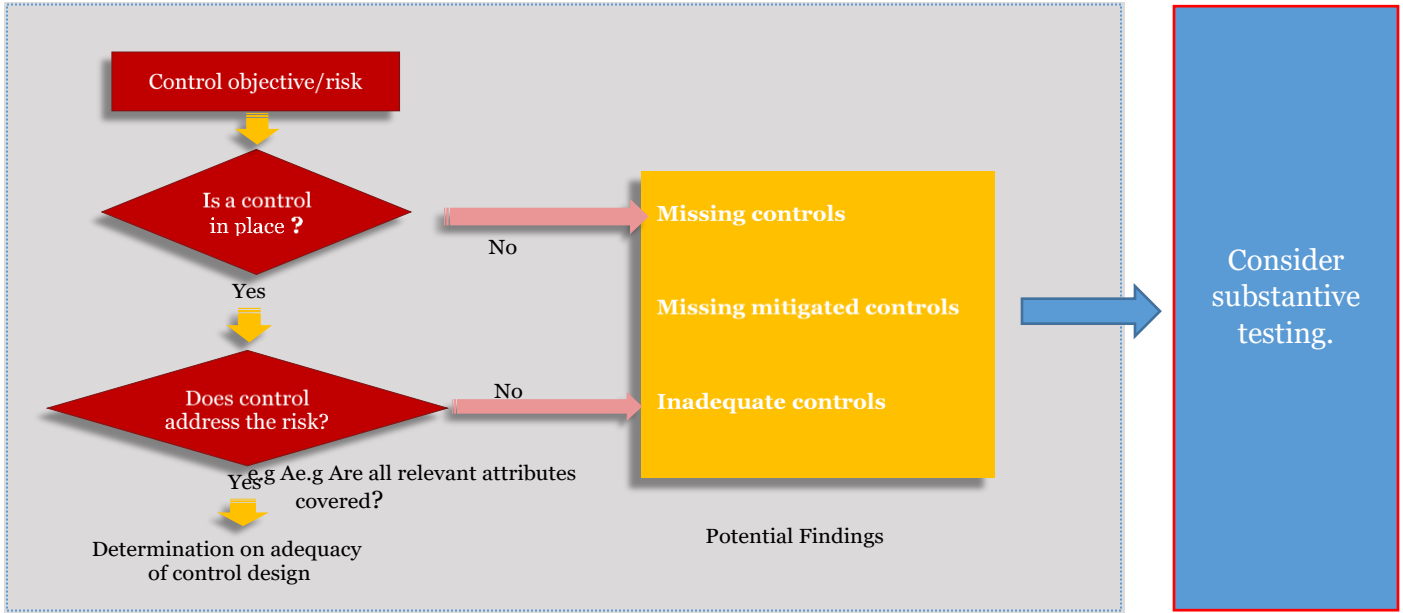 Control objective/risk
Is a control
in place ?
No
Missing controls
Yes
Missing mitigated controls
Consider
substantive
testing.
Does control
address the risk?
No
Inadequate controls
Yes
e.g Ae.g Are all relevant attributes
covered?
Determination on adequacy
of control design
Potential Findings